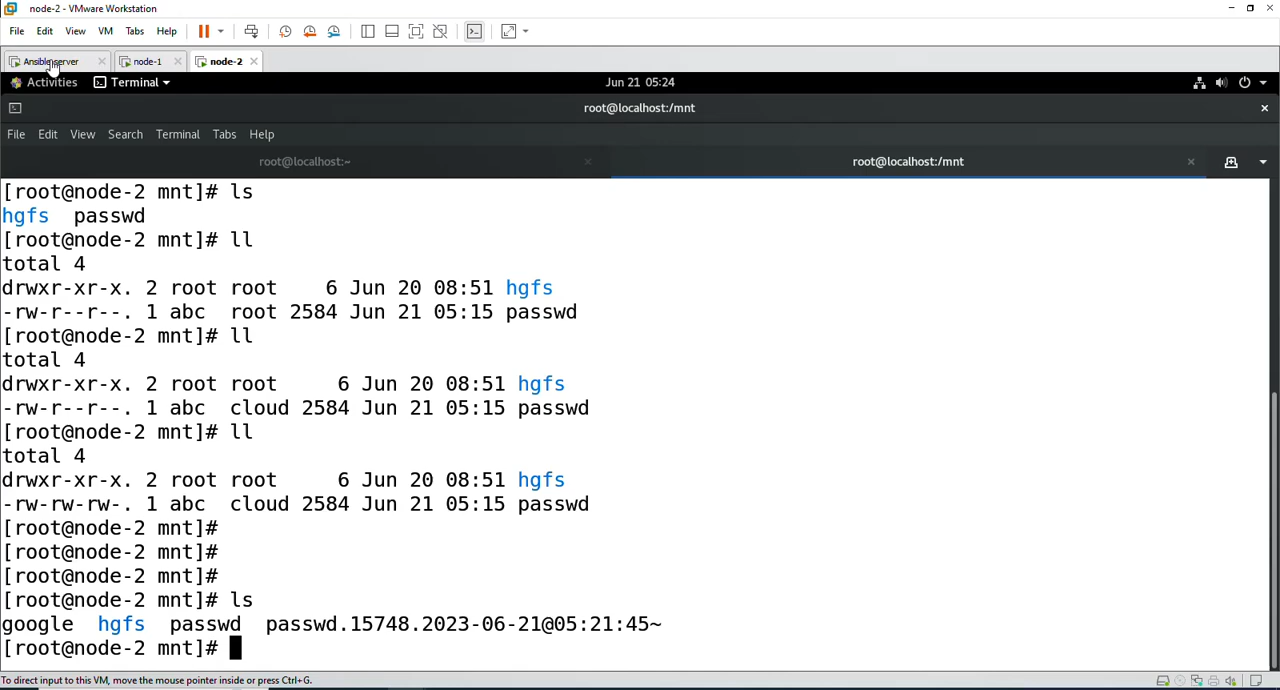 node-2 - VMware Workstation
File Edit View VM Tabs Help
Ansible server node-1 node-2
Activities Terminal Jun 21 05:24
root@localhost:/mnt
File Edit View Search Terminal Tabs Help
root@localhost:~ root@localhost:/mnt
[root@node-2 mnt]# ls
hgfs  passwd
[root@node-2 mnt]# ll
total 4
drwxr-xr-x. 2 root root    6 Jun 20 08:51 hgfs
-rw-r--r--. 1 abc  root 2584 Jun 21 05:15 passwd
[root@node-2 mnt]# ll
total 4
drwxr-xr-x. 2 root root     6 Jun 20 08:51 hgfs
-rw-r--r--. 1 abc  cloud 2584 Jun 21 05:15 passwd
[root@node-2 mnt]# ll
total 4
drwxr-xr-x. 2 root root     6 Jun 20 08:51 hgfs
-rw-rw-rw-. 1 abc  cloud 2584 Jun 21 05:15 passwd
[root@node-2 mnt]#
[root@node-2 mnt]#
[root@node-2 mnt]#
[root@node-2 mnt]# ls
google  hgfs  passwd  passwd.15748.2023-06-21@05:21:45~
[root@node-2 mnt]#
To direct input to this VM, move the mouse pointer inside or press Ctrl+G.